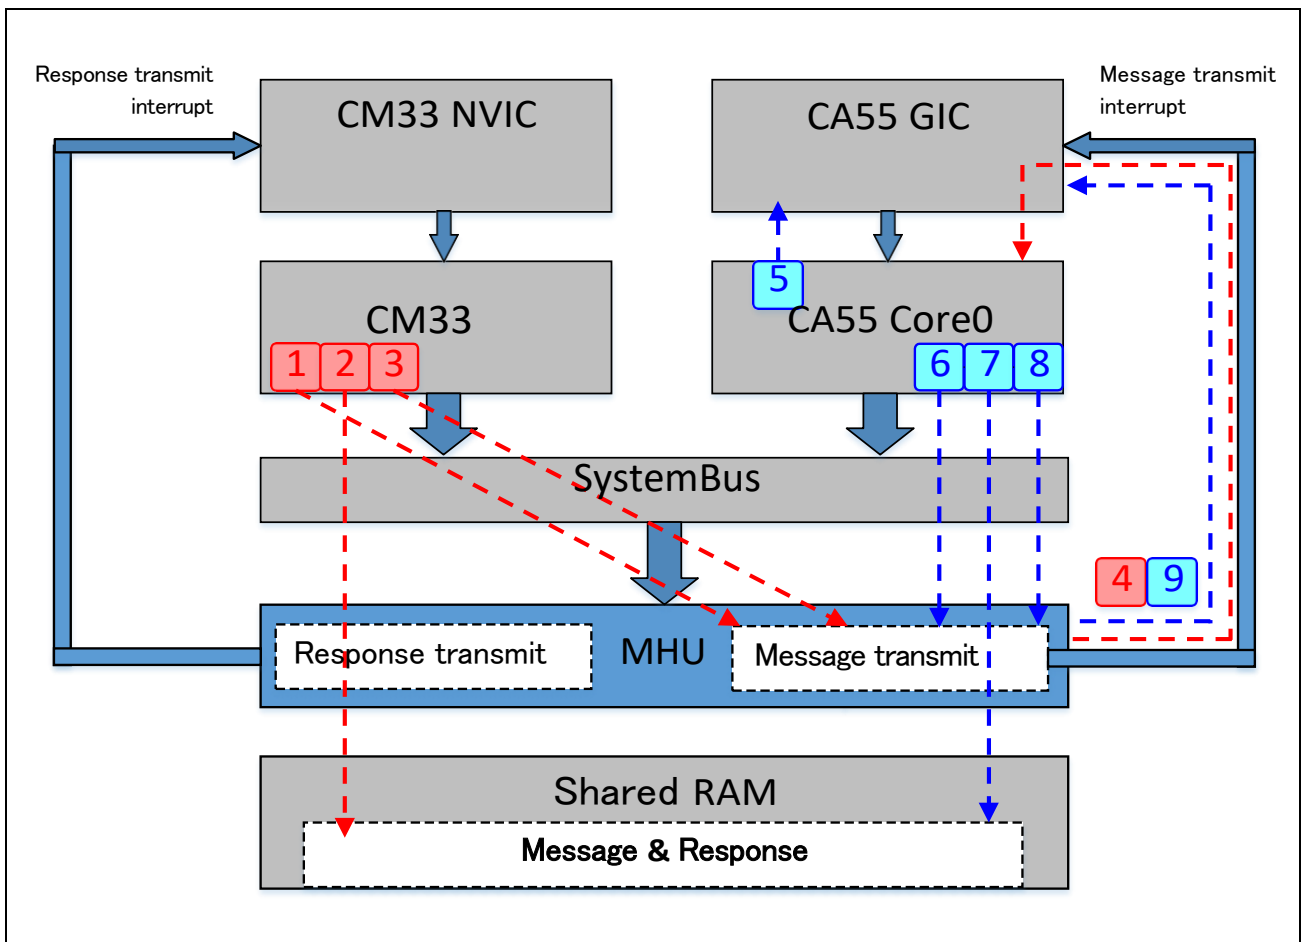 Response transmit
interrupt
Message transmit
interrupt
CM33 NVIC
CA55 GIC
5
CM33
CA55 Core0
1 2 3
6 7 8
SystemBus
4 9
Response transmit
MHU
Message transmit
Shared RAM
Message & Response